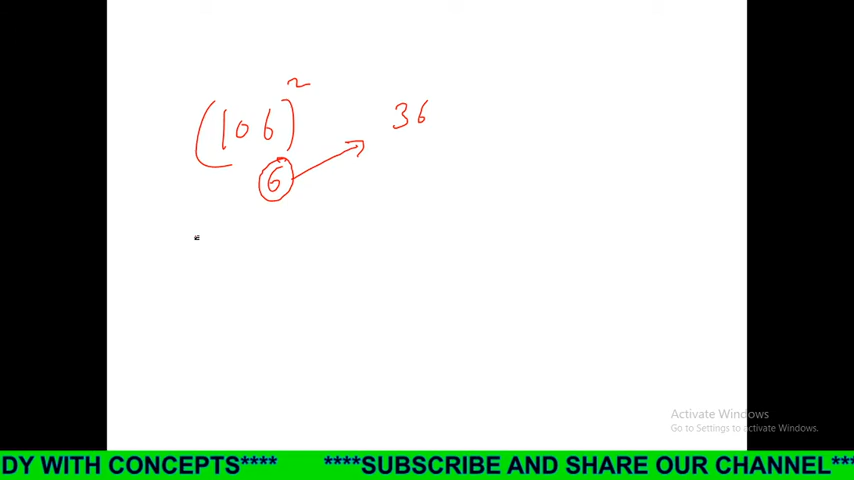 (106)²
36
6
Activate Windows
Go to Settings to activate Windows.
DY WITH CONCEPTS**** ****SUBSCRIBE AND SHARE OUR CHANNEL***